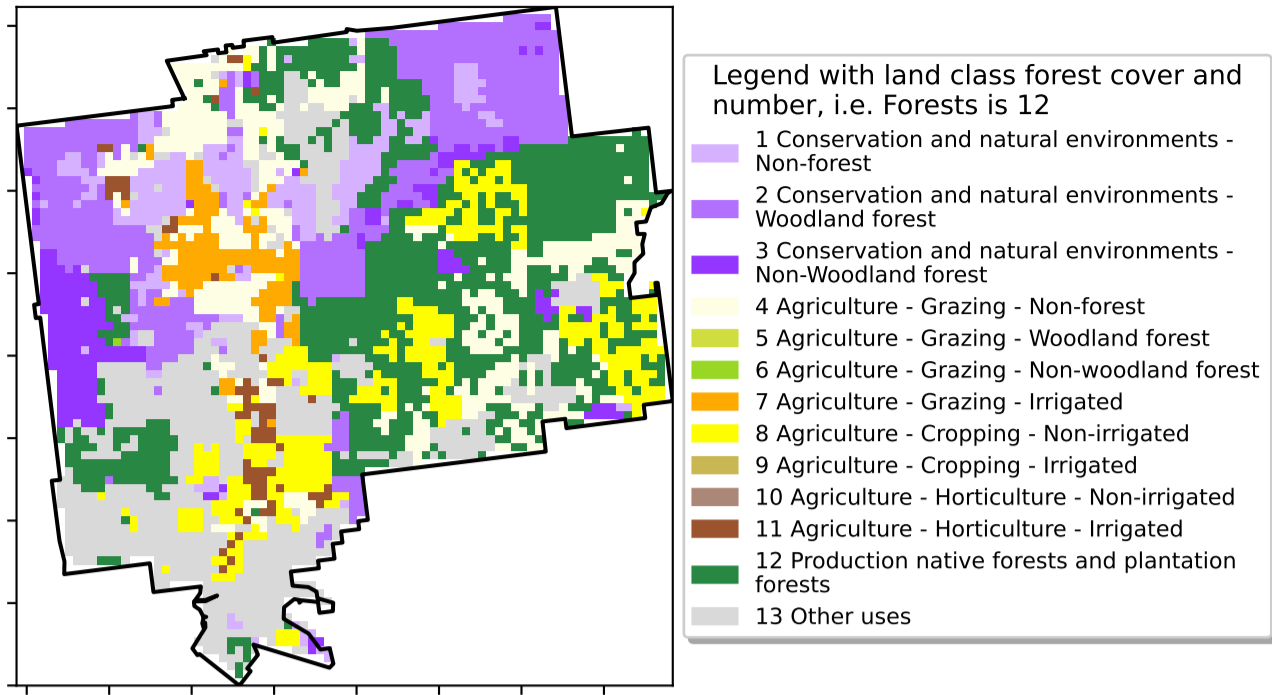 Legend with land class forest cover and
number, i.e. Forests is 12
1 Conservation and natural environments -
Non-forest
2 Conservation and natural environments -
Woodland forest
3 Conservation and natural environments -
Non-Woodland forest
4 Agriculture - Grazing - Non-forest
5 Agriculture - Grazing - Woodland forest
6 Agriculture - Grazing - Non-woodland forest
7 Agriculture - Grazing - Irrigated
8 Agriculture - Cropping - Non-irrigated
9 Agriculture - Cropping - Irrigated
10 Agriculture - Horticulture - Non-irrigated
11 Agriculture - Horticulture - Irrigated
12 Production native forests and plantation
forests
13 Other uses